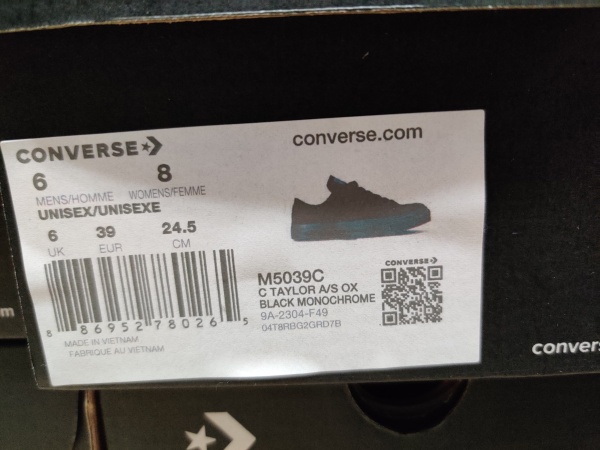 CONVERSE
converse.com
6 8
MENS/HOMME WOMENS/FEMME
UNISEX/UNISEXE
6 39 24.5
UK EUR CM
M5039C
C TAYLOR A/S OX
BLACK MONOCHROME
9A-2304-F49
04T8RBG2GRD7B
CONVERSE
8 86952 78026 5
MADE IN VIETNAM
FABRIQUE AU VIETNAM
m
convers